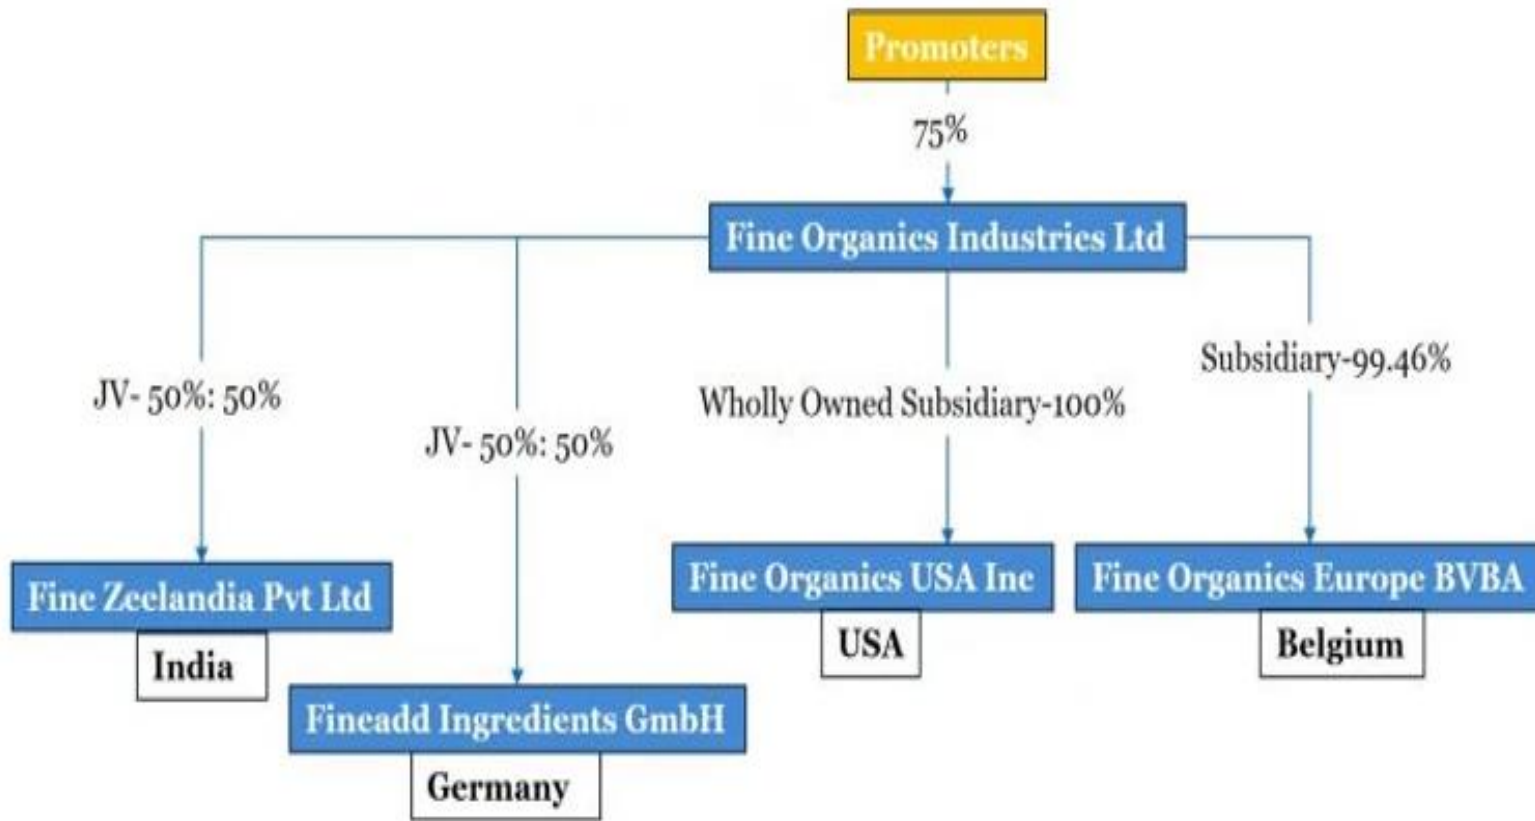 Promoters
75%
Fine Organics Industries Ltd
JV- 50%: 50%
JV- 50%: 50%
Wholly Owned Subsidiary-100%
Subsidiary-99.46%
Fine Zeelandia Pvt Ltd
India
Fineadd Ingredients GmbH
Germany
Fine Organics USA Inc
USA
Fine Organics Europe BVBA
Belgium